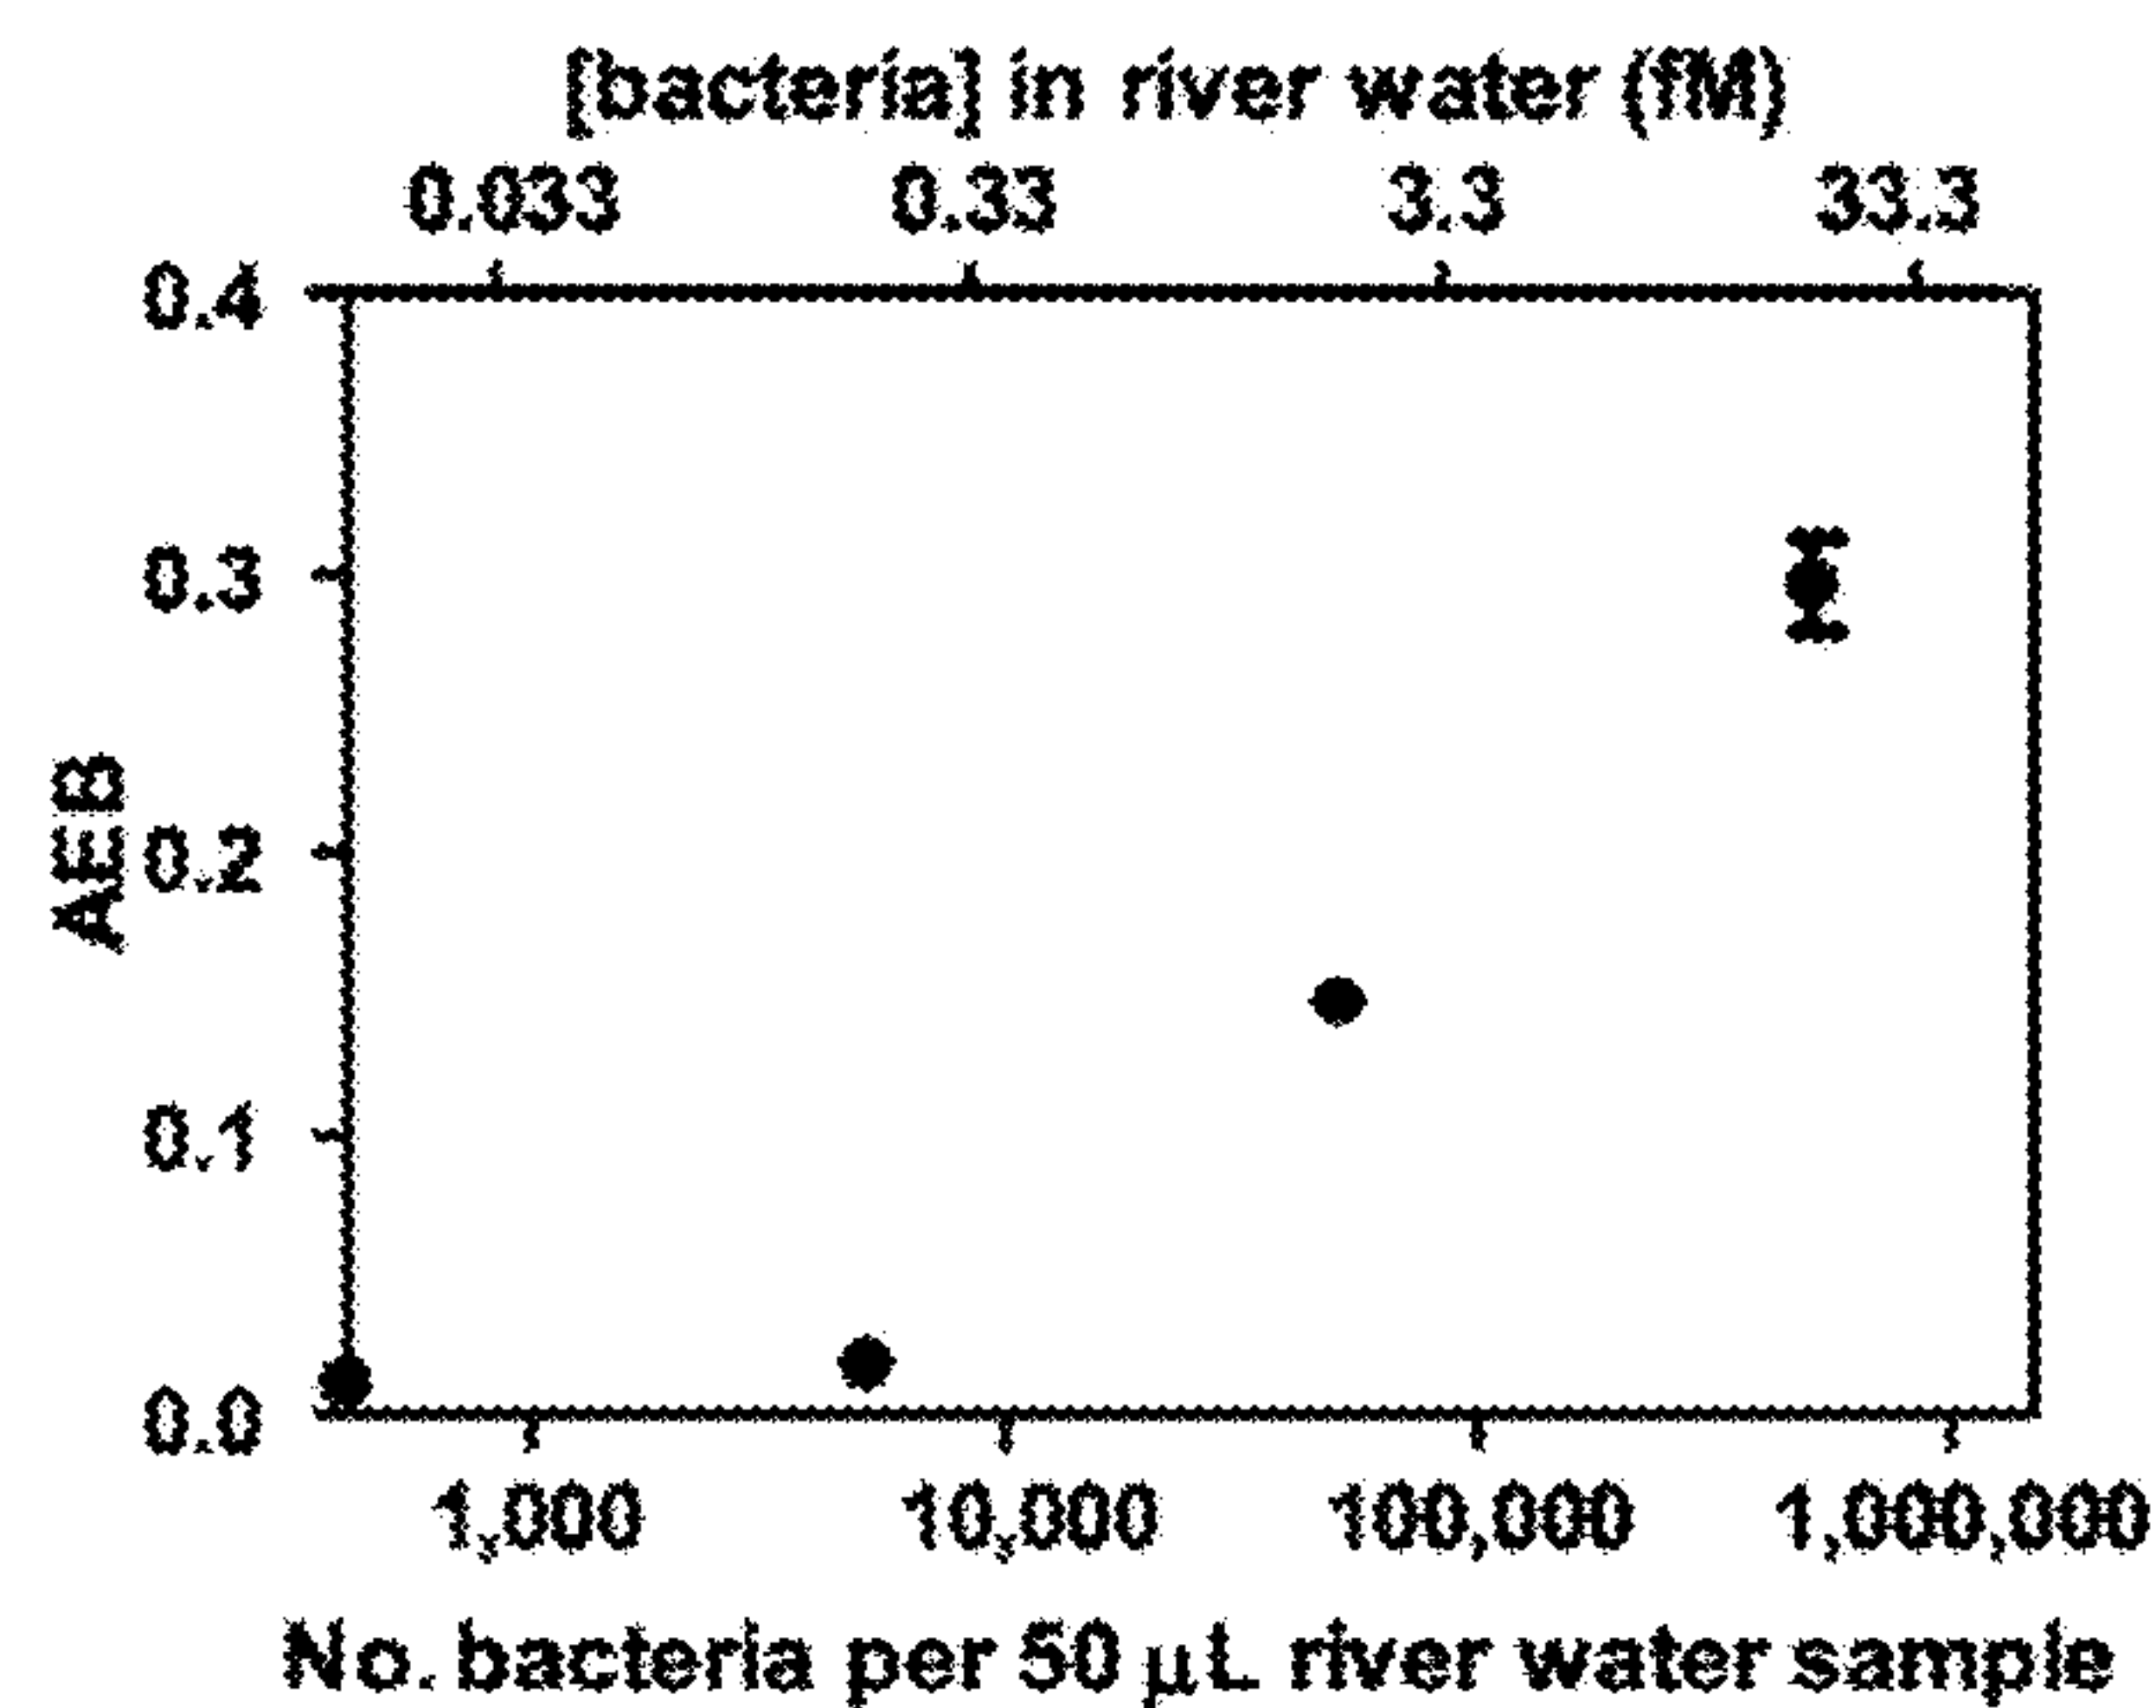 [bacteria] in river water (fM)
0.033 0.33 3.3 33.3
0.4
0.3
0.2
0.1
0.0
AEB
1,000 10,000 100,000 1,000,000
No. bacteria per 50 µL river water sample